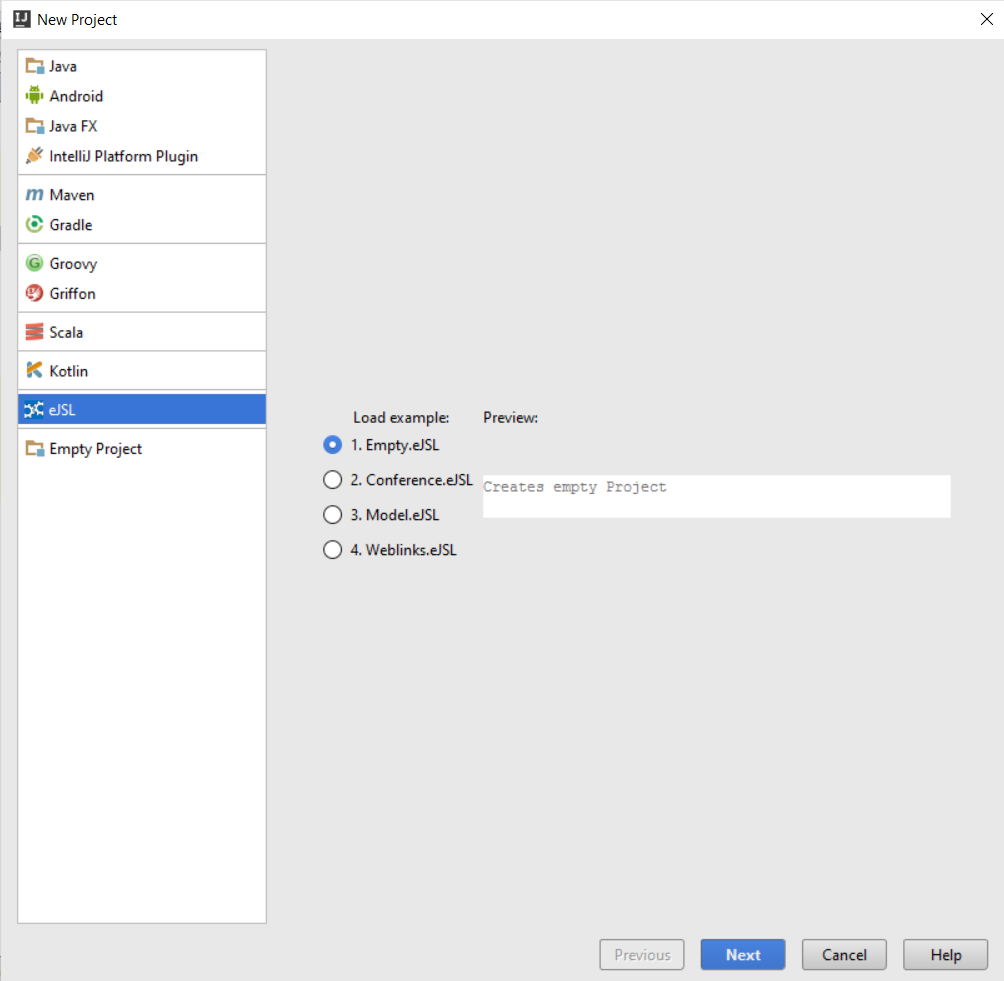 New Project
Java
Android
Java FX
IntelliJ Platform Plugin
Maven
Gradle
Groovy
Griffon
Scala
Kotlin
eJSL
Empty Project
Load example: Preview:
1. Empty.eJSL
2. Conference.eJSL
Creates empty Project
3. Model.eJSL
4. Weblinks.eJSL
Previous Next Cancel Help